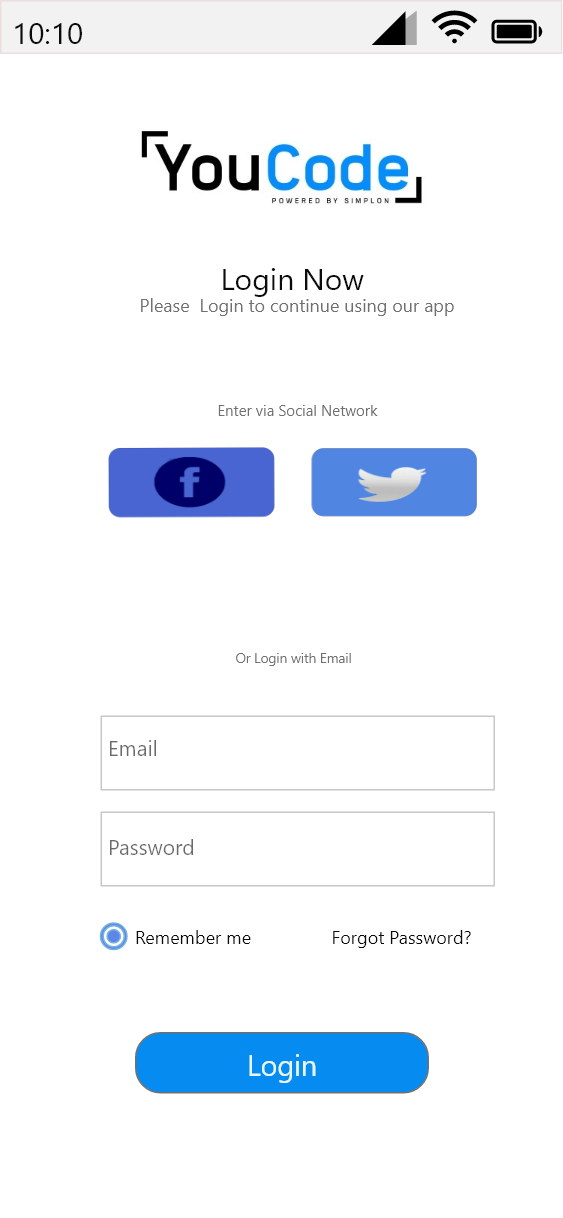 10:10
YouCode
POWERED BY SIMPLON
Login Now
Please  Login to continue using our app
Enter via Social Network
f
Or Login with Email
Email
Password
Remember me
Forgot Password?
Login